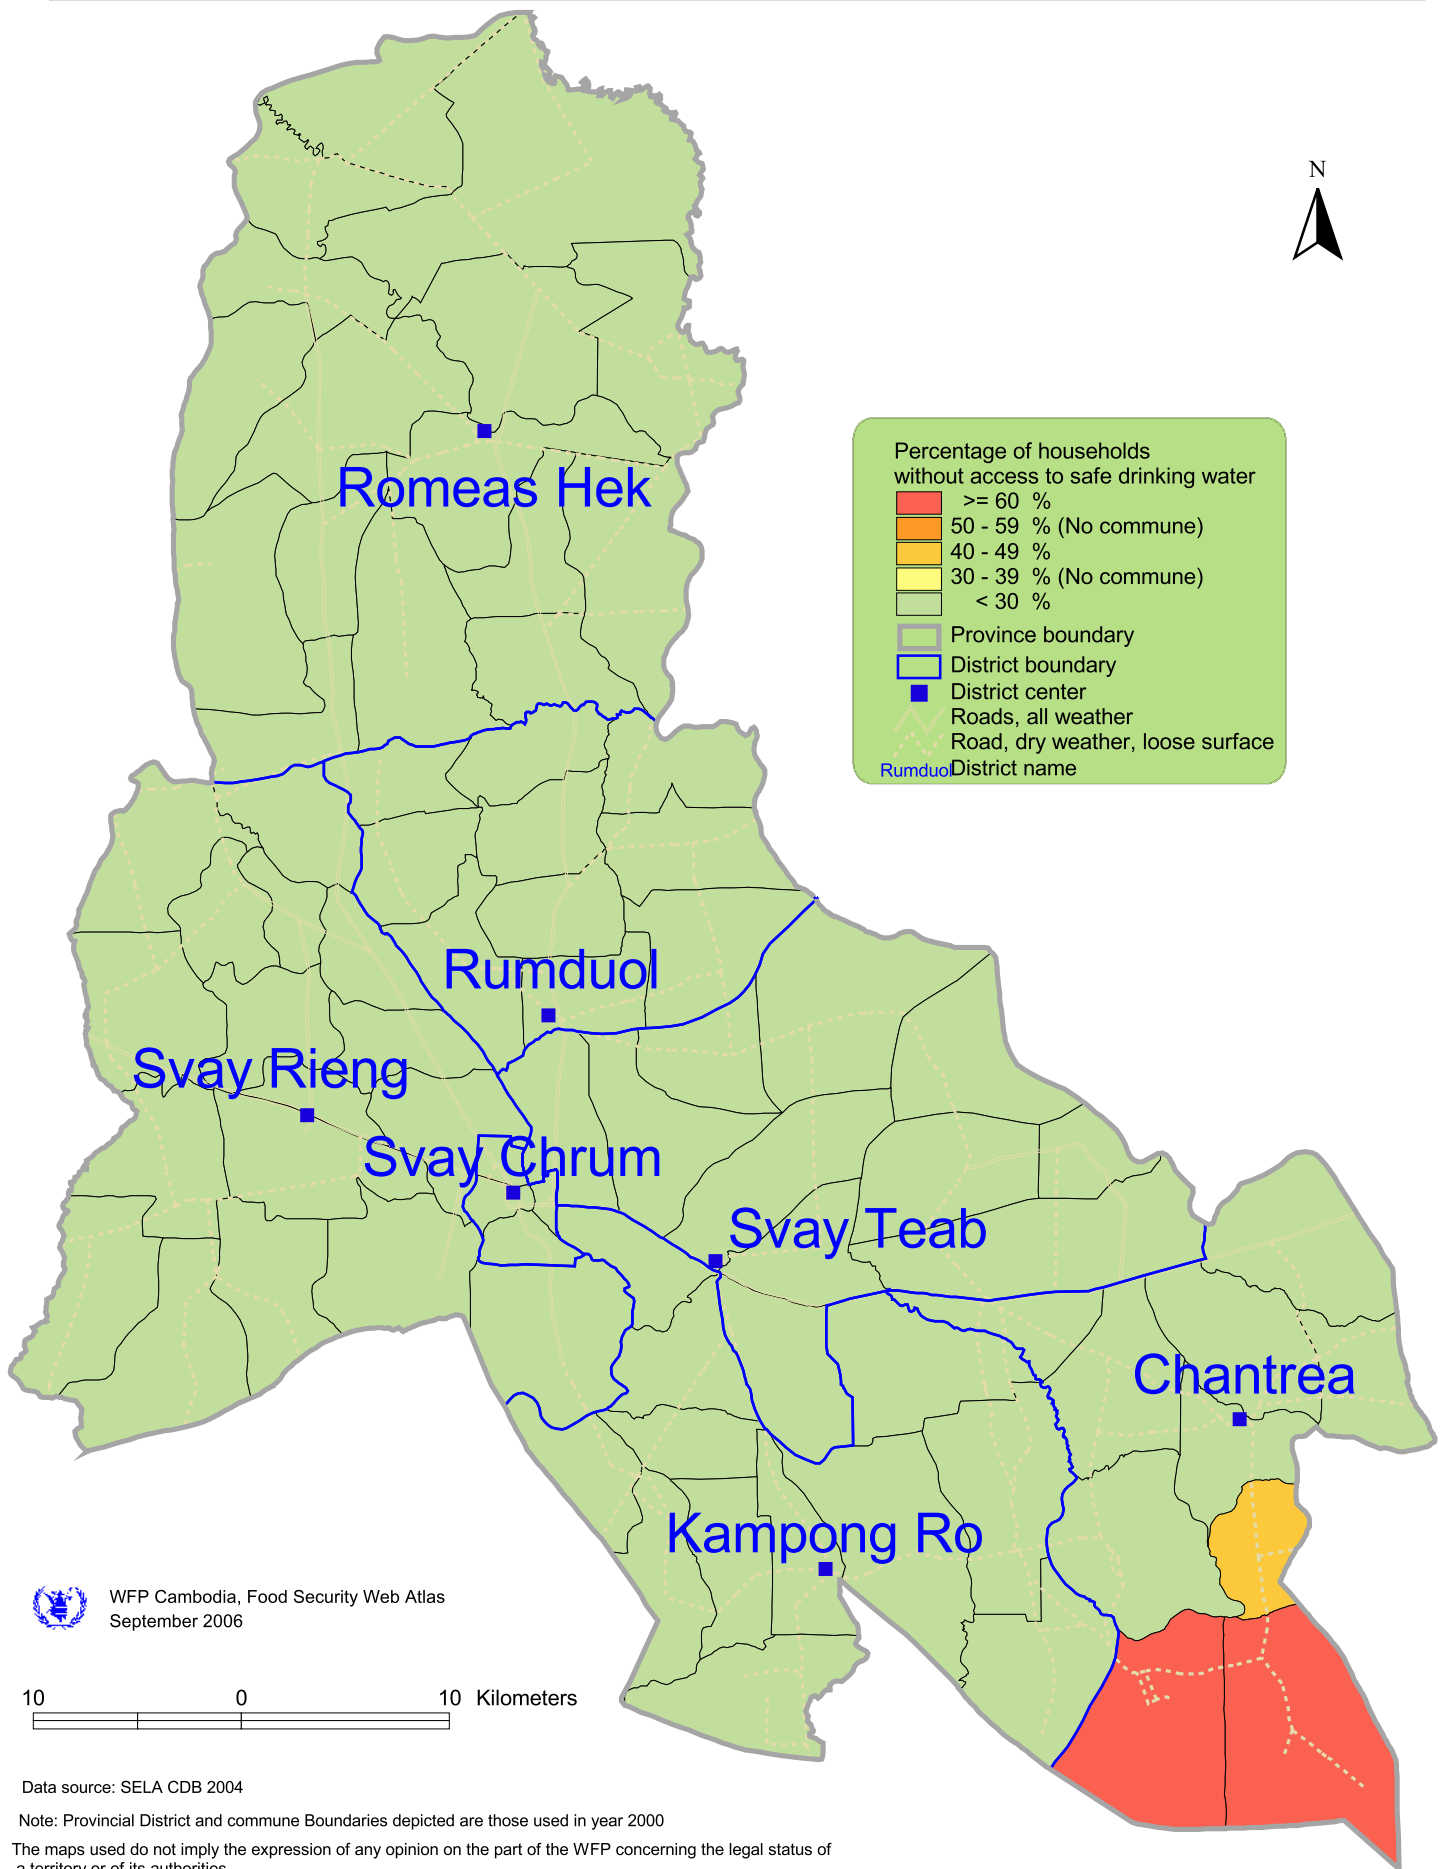 N
Percentage of households
without access to safe drinking water
>= 60 %
50 - 59 % (No commune)
40 - 49 %
30 - 39 % (No commune)
< 30 %
Province boundary
District boundary
District center
Roads, all weather
Road, dry weather, loose surface
Rumduol District name
Romeas Hek
Rumduol
Svay Rieng
Svay Chrum
Svay Teab
Chantrea
Kampong Ro
WFP Cambodia, Food Security Web Atlas
September 2006
10 0 10 Kilometers
Data source: SELA CDB 2004
Note: Provincial District and commune Boundaries depicted are those used in year 2000
The maps used do not imply the expression of any opinion on the part of the WFP concerning the legal status of
a territory or of its authorities